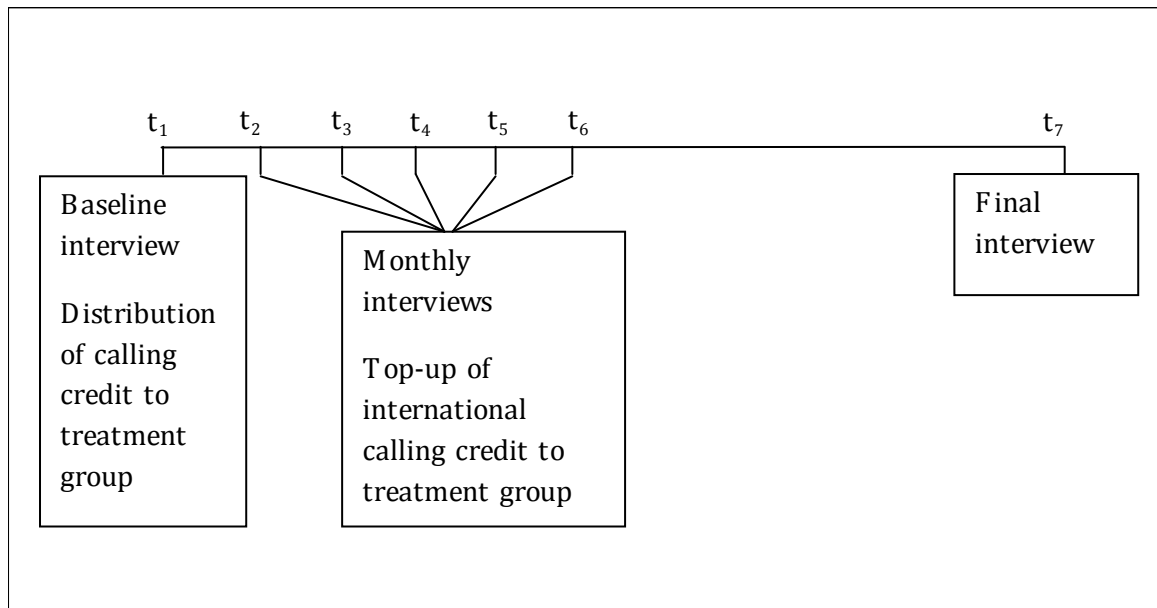 t₁ t₂ t₃ t₄ t₅ t₆ t₇
Baseline
interview
Distribution
of calling
credit to
treatment
group
Monthly
interviews
Top-up of
international
calling credit to
treatment group
Final
interview